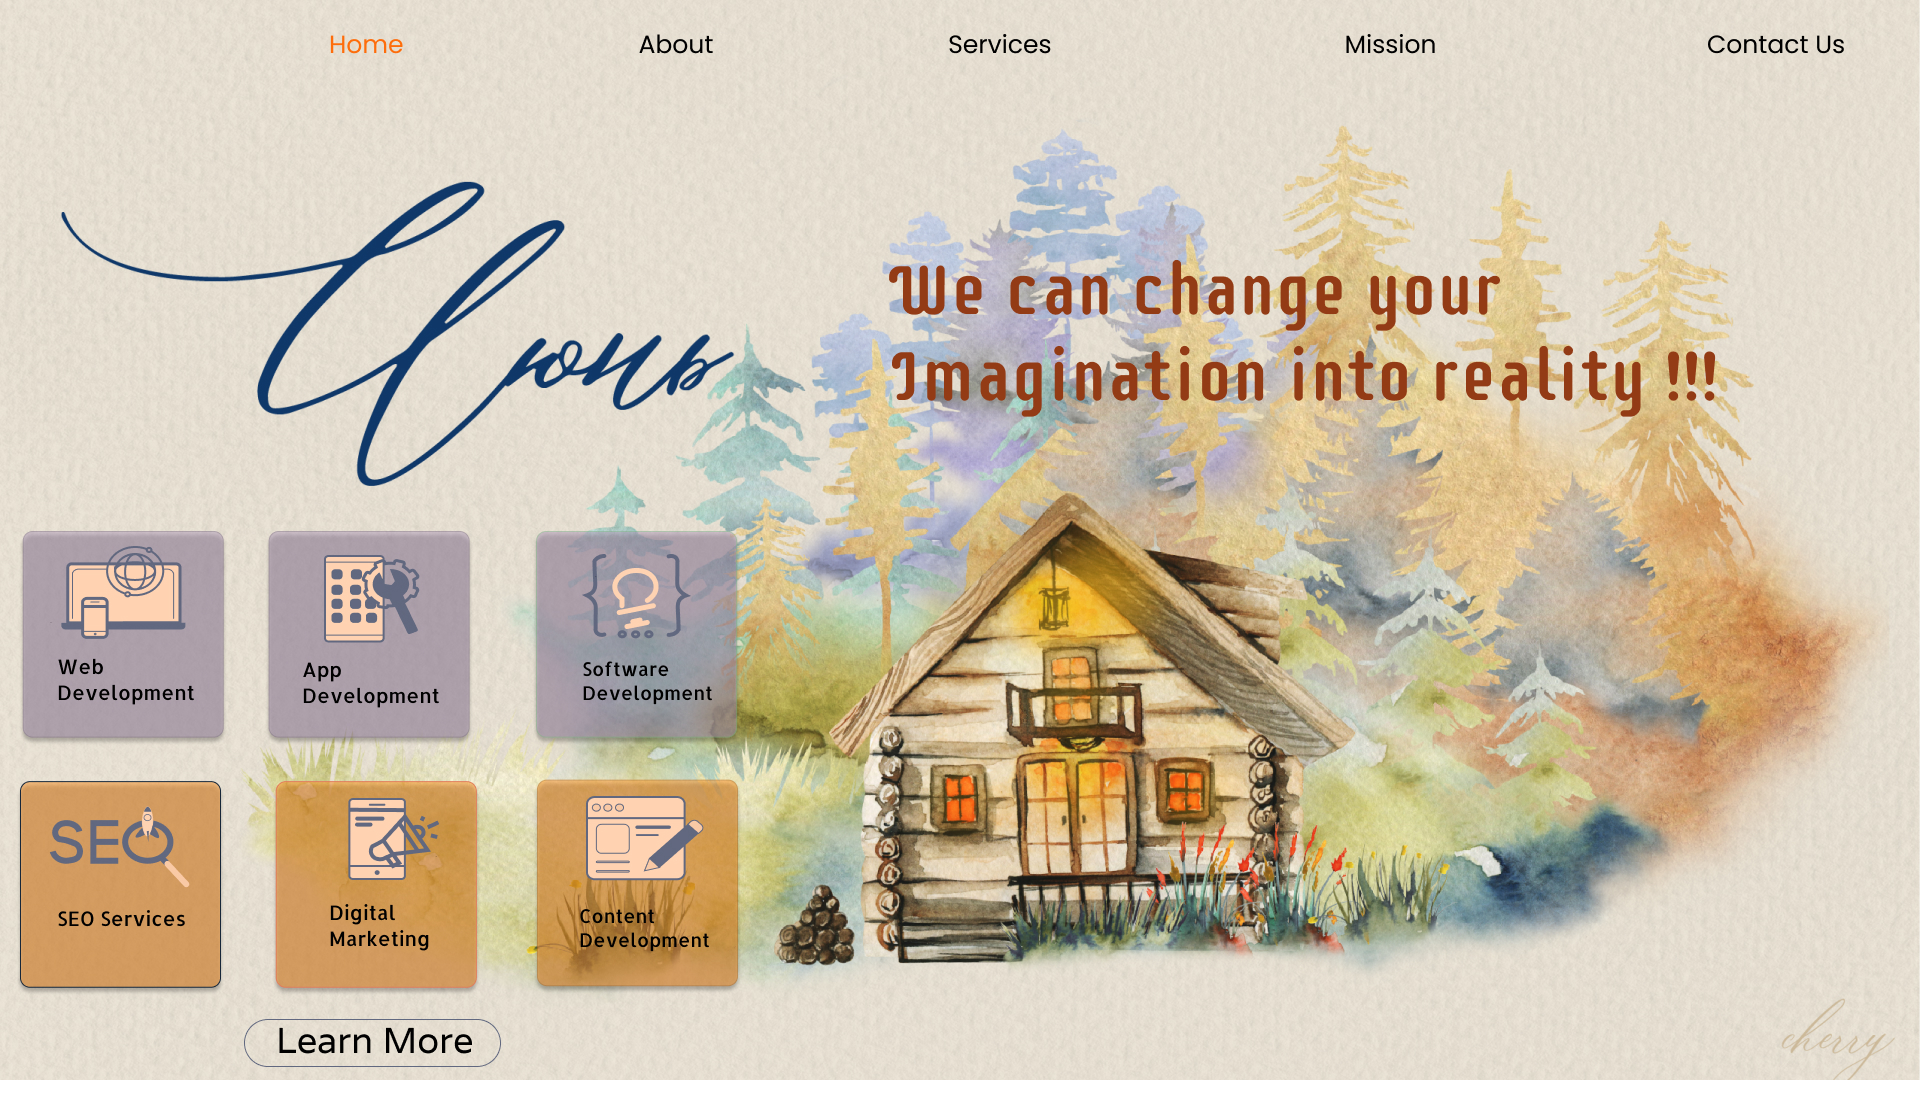 Home
About
Services
Mission
Contact Us
We can change your
Imagination into reality !!!
Web
Development
App
Development
Software
Development
SEO
SEO Services
Digital
Marketing
Content
Development
Learn More
cherry